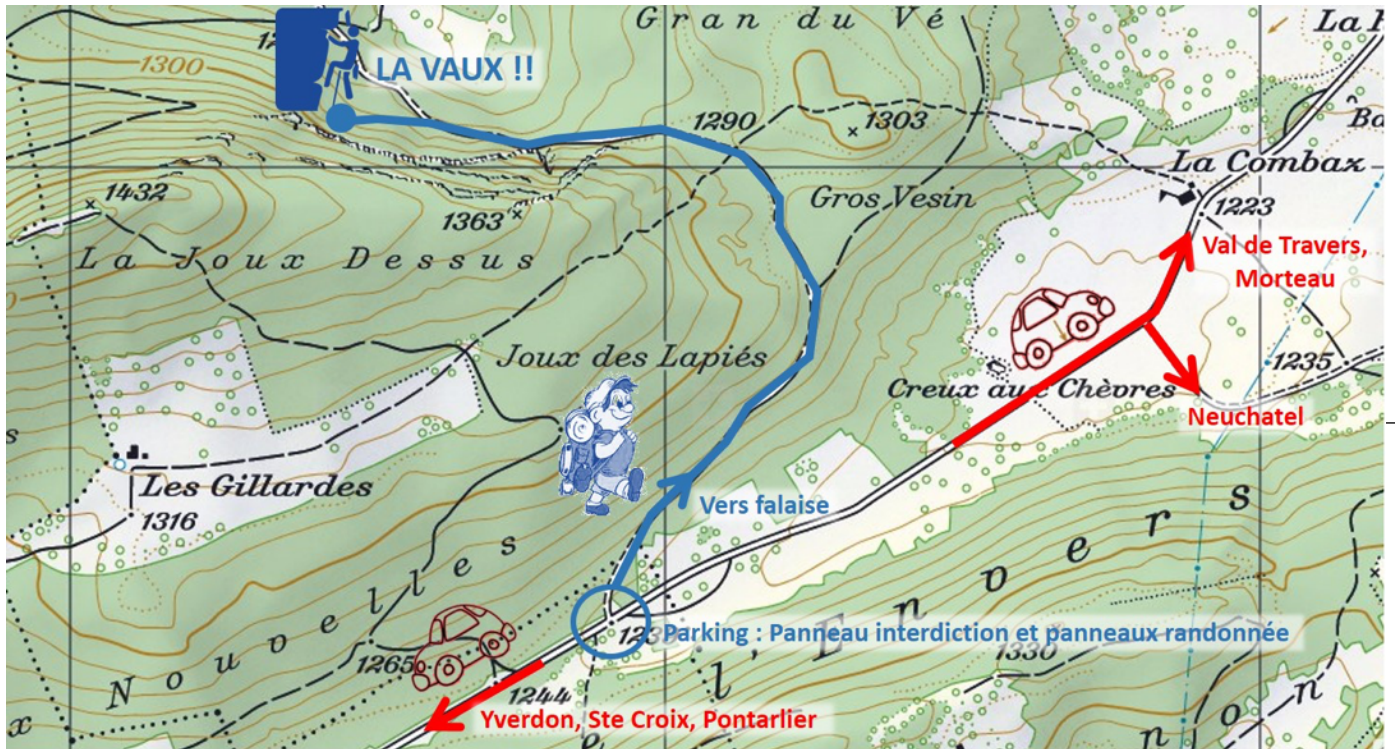 Gran du Vé
1300
LA VAUX !!
1290
1303
La Combax
1432
1363
Gros Vesin
1223
La Joux Dessus
Val de Travers,
Morteau
Joux des Lapiés
1235
Creux aux Chèvres
Neuchatel
Les Gillardes
1316
Vers falaise
Nouvelles
l'Envers
Parking : Panneau interdiction et panneaux randonnée
1265
1330
1244
Yverdon, Ste Croix, Pontarlier